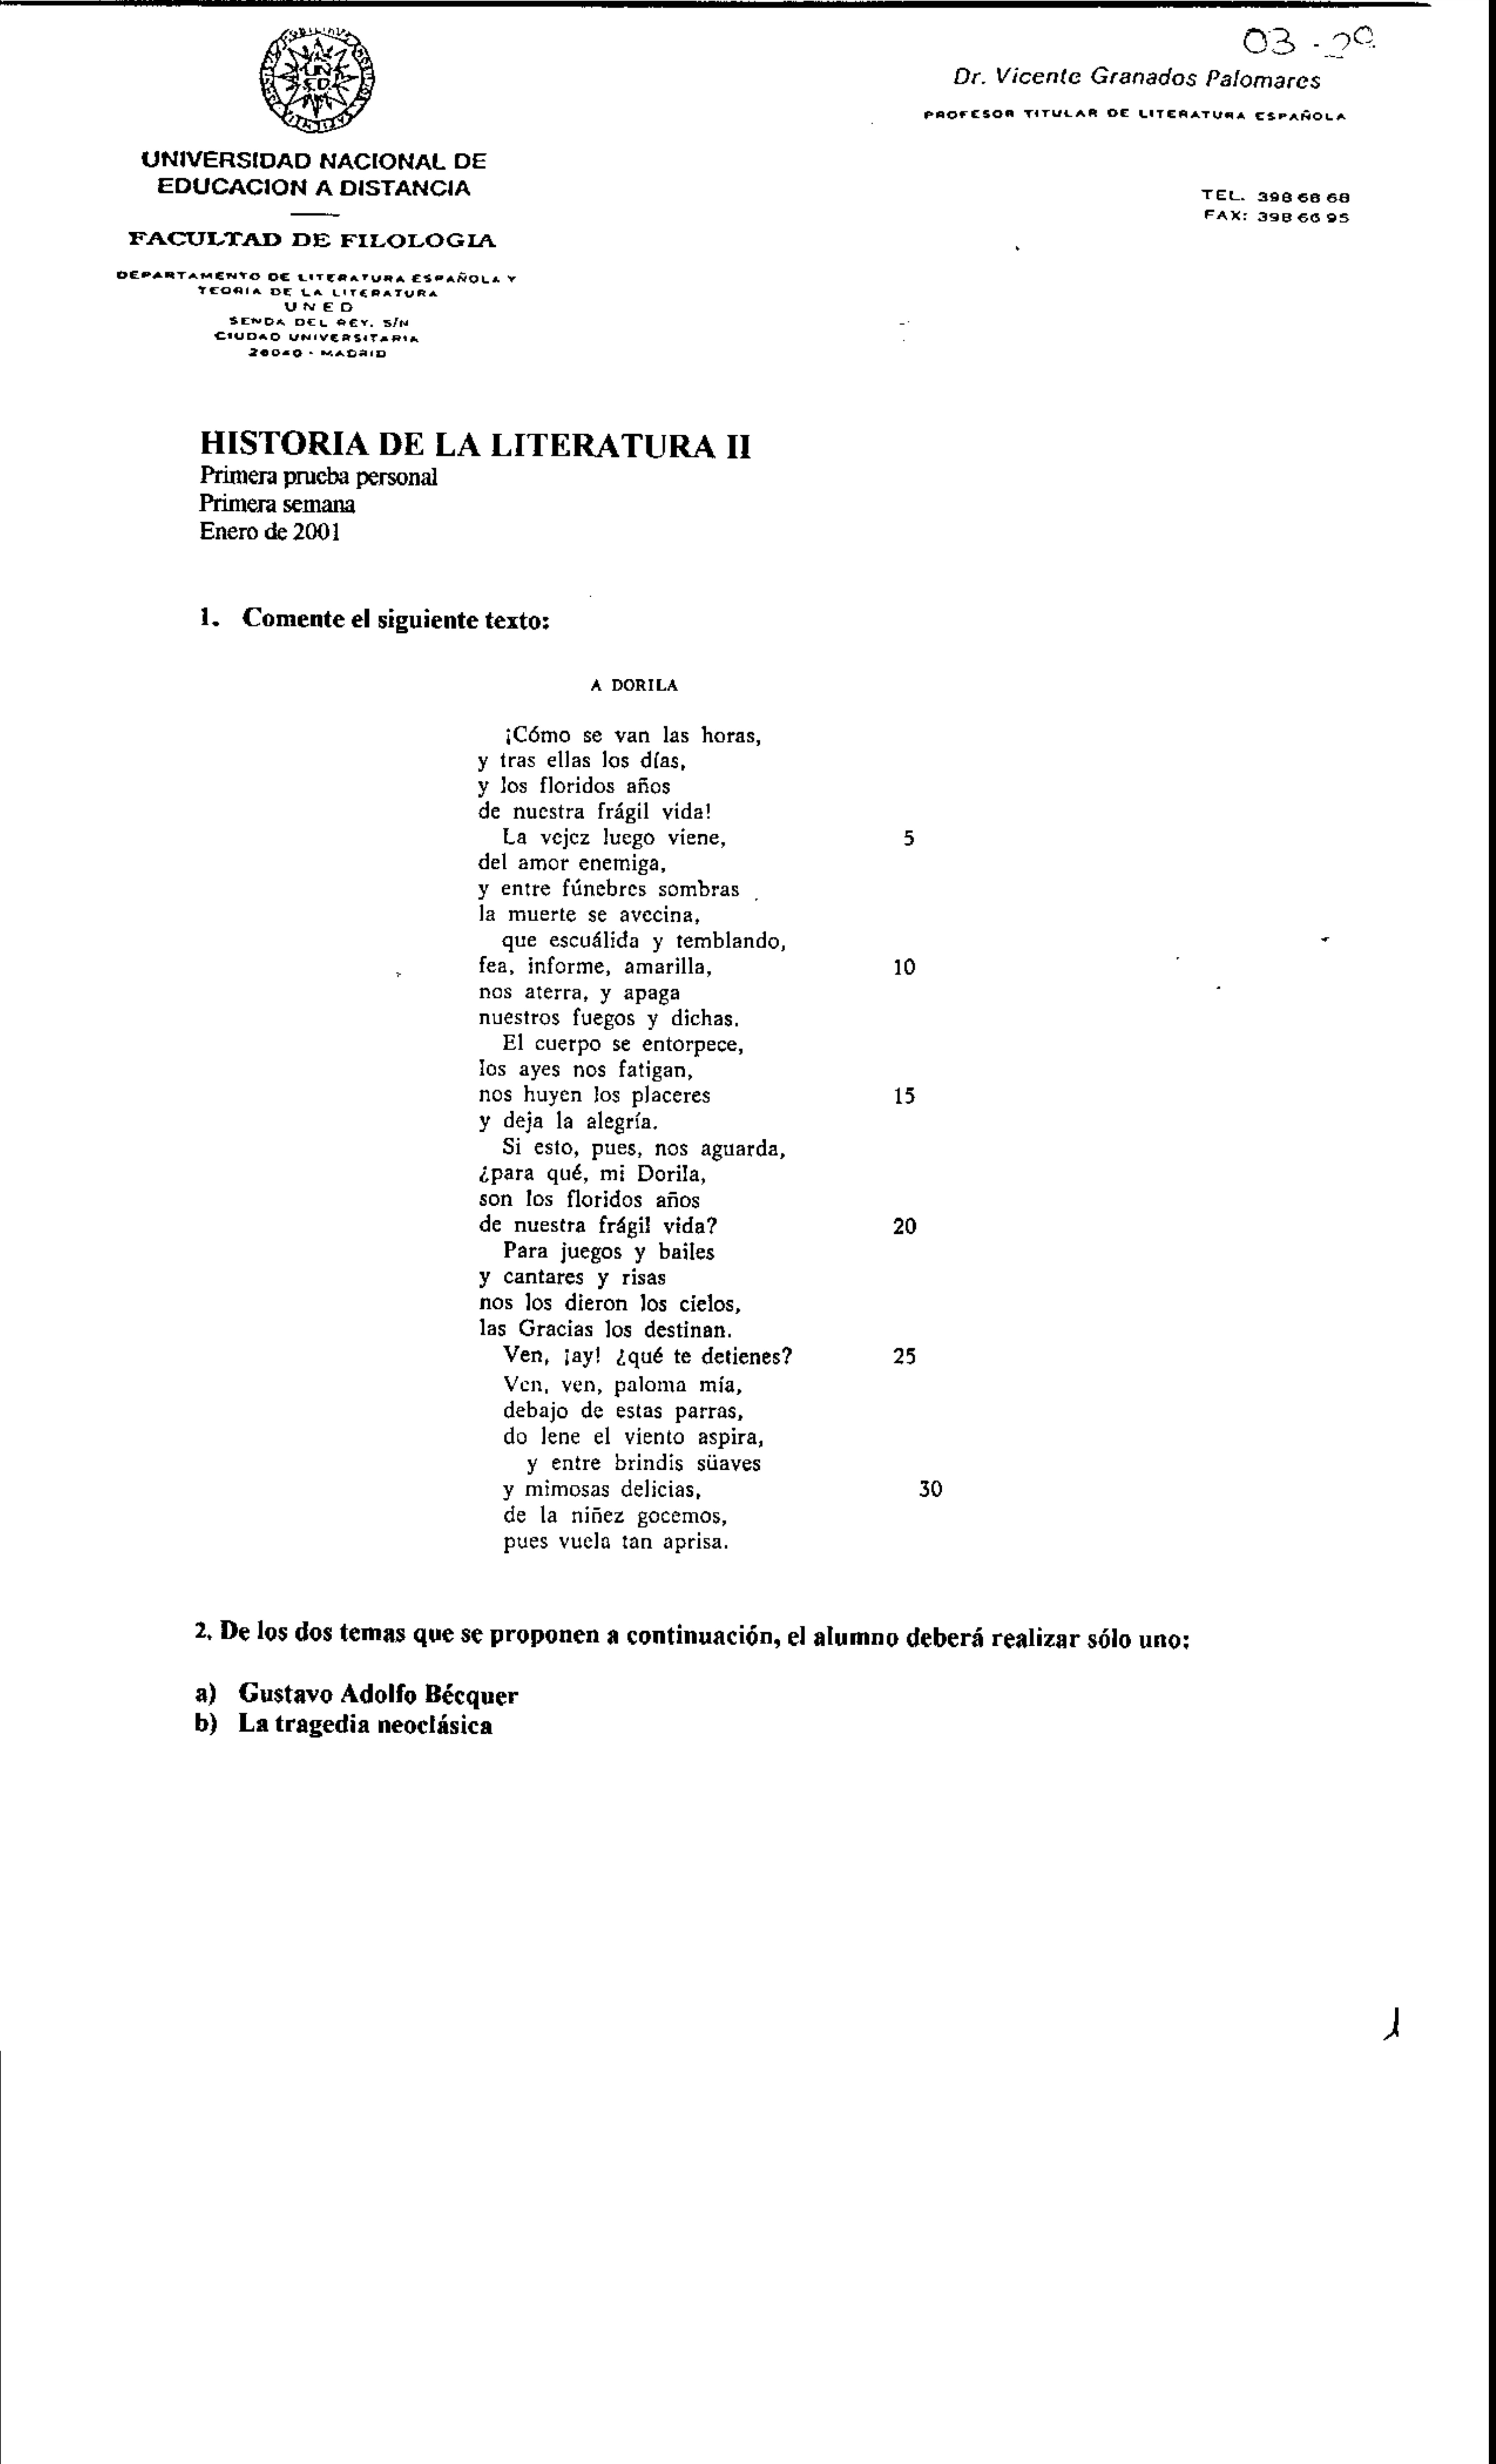 03 - 29
Dr. Vicente Granados Palomares
PROFESOR TITULAR DE LITERATURA ESPAÑOLA
UNIVERSIDAD NACIONAL DE
EDUCACION A DISTANCIA
TEL. 398 68 68
FAX: 398 66 95
FACULTAD DE FILOLOGIA
DEPARTAMENTO DE LITERATURA ESPAÑOLA Y
TEORIA DE LA LITERATURA
UNED
SENDA DEL REY, S/N
CIUDAD UNIVERSITARIA
28040 - MADRID
HISTORIA DE LA LITERATURA II
Primera prueba personal
Primera semana
Enero de 2001
1. Comente el siguiente texto:
A DORILA
¡Cómo se van las horas,
y tras ellas los días,
y los floridos años
de nuestra frágil vida!
La vejez luego viene, 5
del amor enemiga,
y entre fúnebres sombras
la muerte se avecina,
que escuálida y temblando,
fea, informe, amarilla, 10
nos aterra, y apaga
nuestros fuegos y dichas.
El cuerpo se entorpece,
los ayes nos fatigan,
nos huyen los placeres 15
y deja la alegría.
Si esto, pues, nos aguarda,
¿para qué, mi Dorila,
son los floridos años
de nuestra frágil vida? 20
Para juegos y bailes
y cantares y risas
nos los dieron los cielos,
las Gracias los destinan.
Ven, ¡ay! ¿qué te detienes? 25
Ven, ven, paloma mía,
debajo de estas parras,
do lene el viento aspira,
y entre brindis süaves
y mimosas delicias, 30
de la niñez gocemos,
pues vuela tan aprisa.
2. De los dos temas que se proponen a continuación, el alumno deberá realizar sólo uno:
a) Gustavo Adolfo Bécquer
b) La tragedia neoclásica